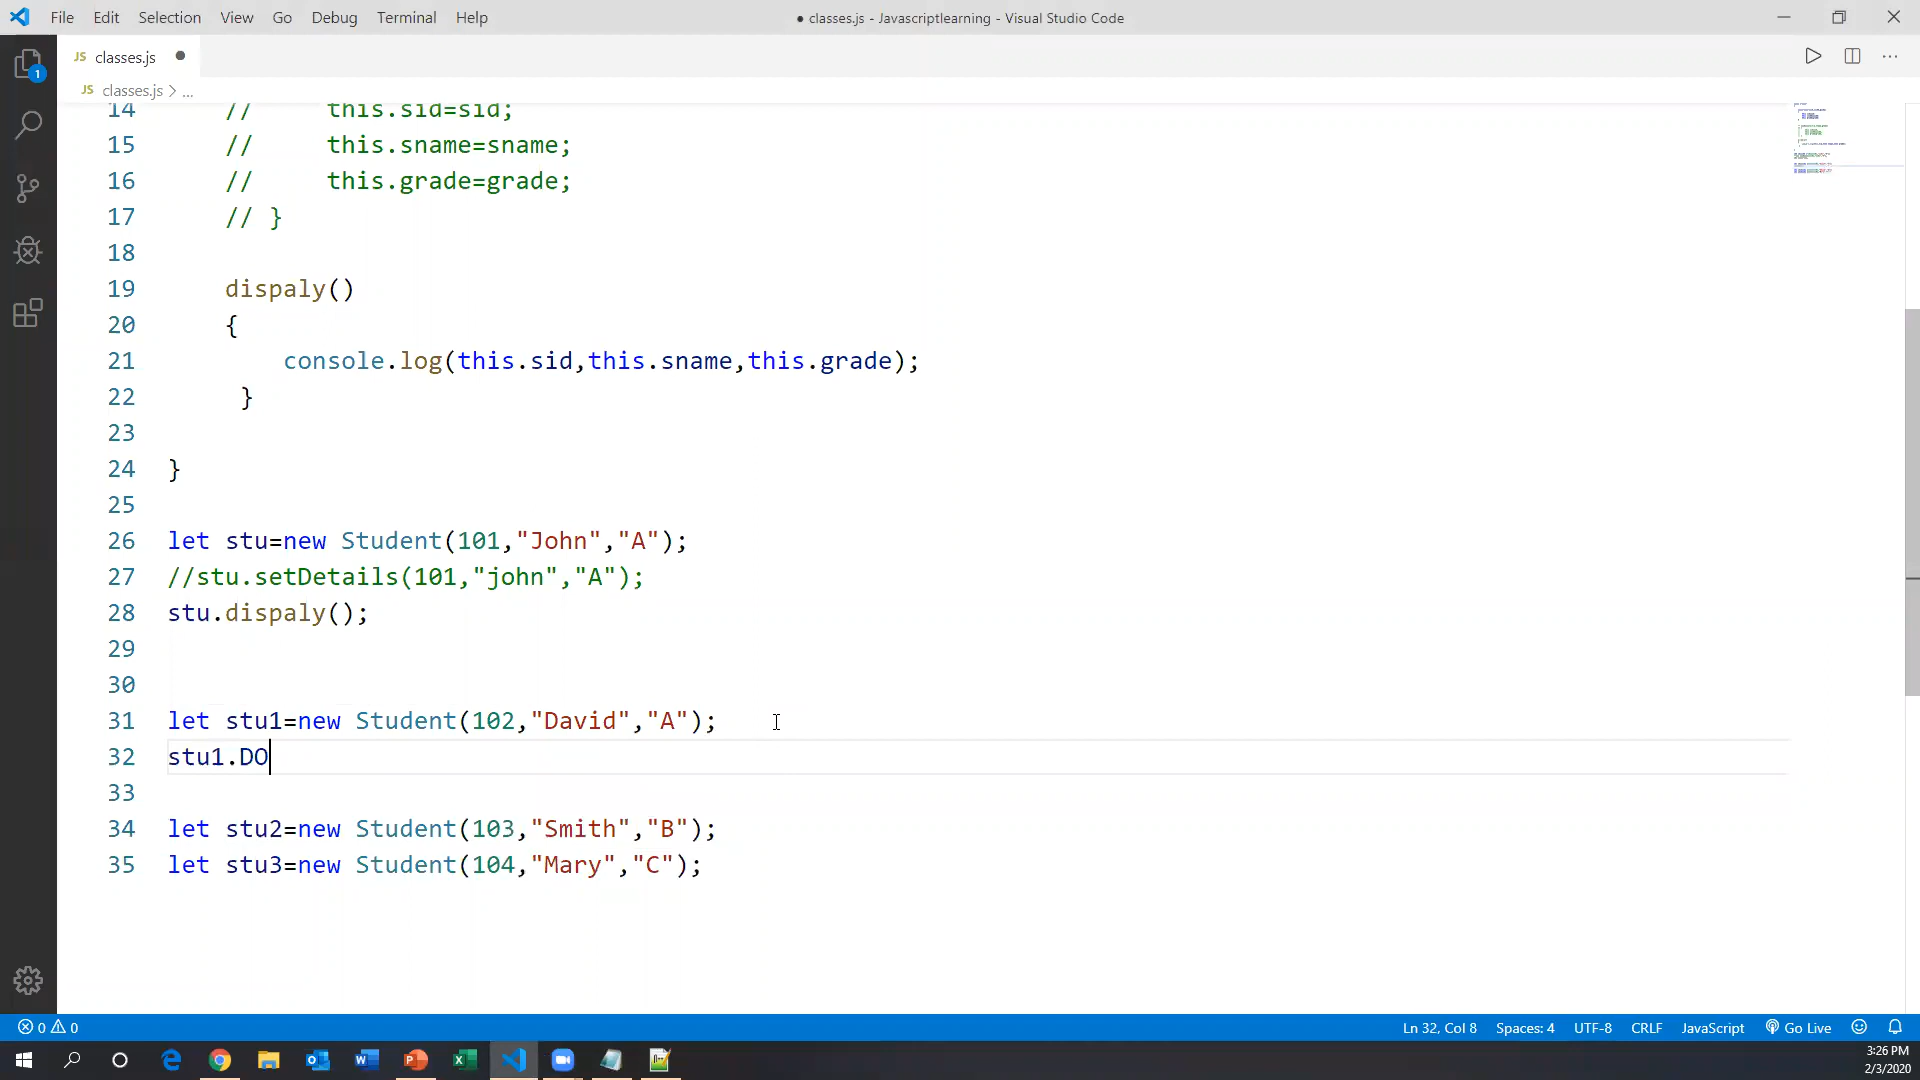 File Edit Selection View Go Debug Terminal Help
● classes.js - Javascriptlearning - Visual Studio Code
JS classes.js ●
JS classes.js > ...
1
14 // this.sid=sid;
15 // this.sname=sname;
16 // this.grade=grade;
17 // }
18
19 dispaly()
20 {
21 console.log(this.sid,this.sname,this.grade);
22 }
23
24 }
25
26 let stu=new Student(101,"John","A");
27 //stu.setDetails(101,"john","A");
28 stu.dispaly();
29
30
31 let stu1=new Student(102,"David","A");
32 stu1.DO
33
34 let stu2=new Student(103,"Smith","B");
35 let stu3=new Student(104,"Mary","C");
0 0 Ln 32, Col 8 Spaces: 4 UTF-8 CRLF JavaScript Go Live
3:26 PM
2/3/2020